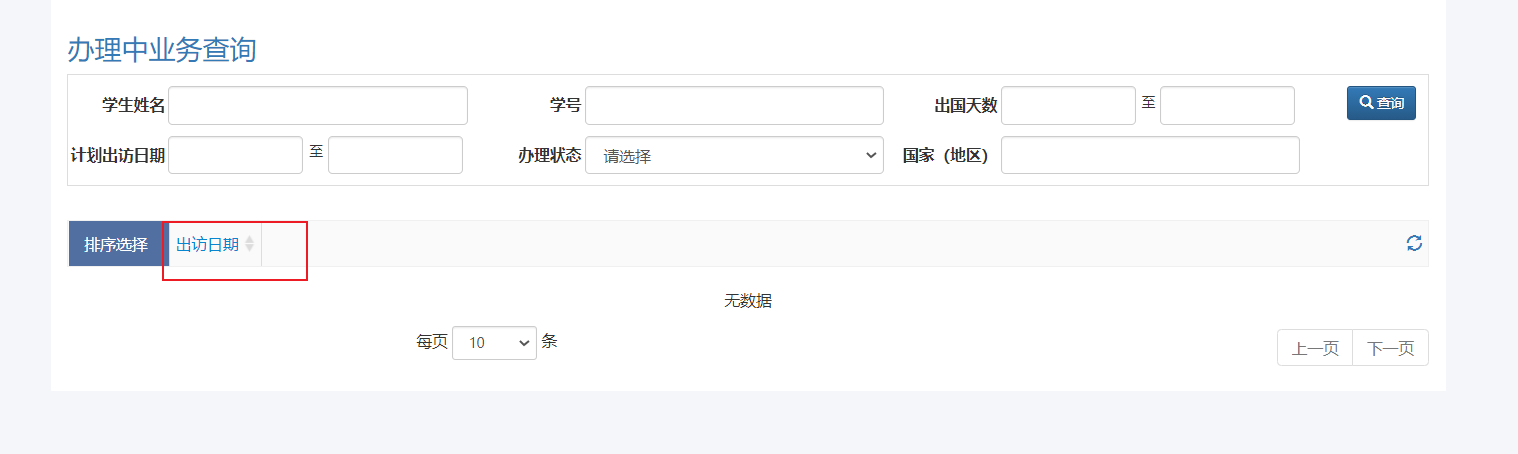 办理中业务查询
学生姓名 学号 出国天数 至 查询
计划出访日期 至 办理状态 请选择 国家（地区）
排序选择 出访日期
无数据
每页 10 条 上一页 下一页